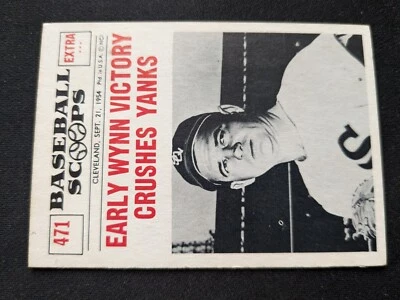 471
BASEBALL
SCOOPS
EXTRA
CLEVELAND, SEPT. 21, 1954
EARLY WYNN VICTORY
CRUSHES YANKS